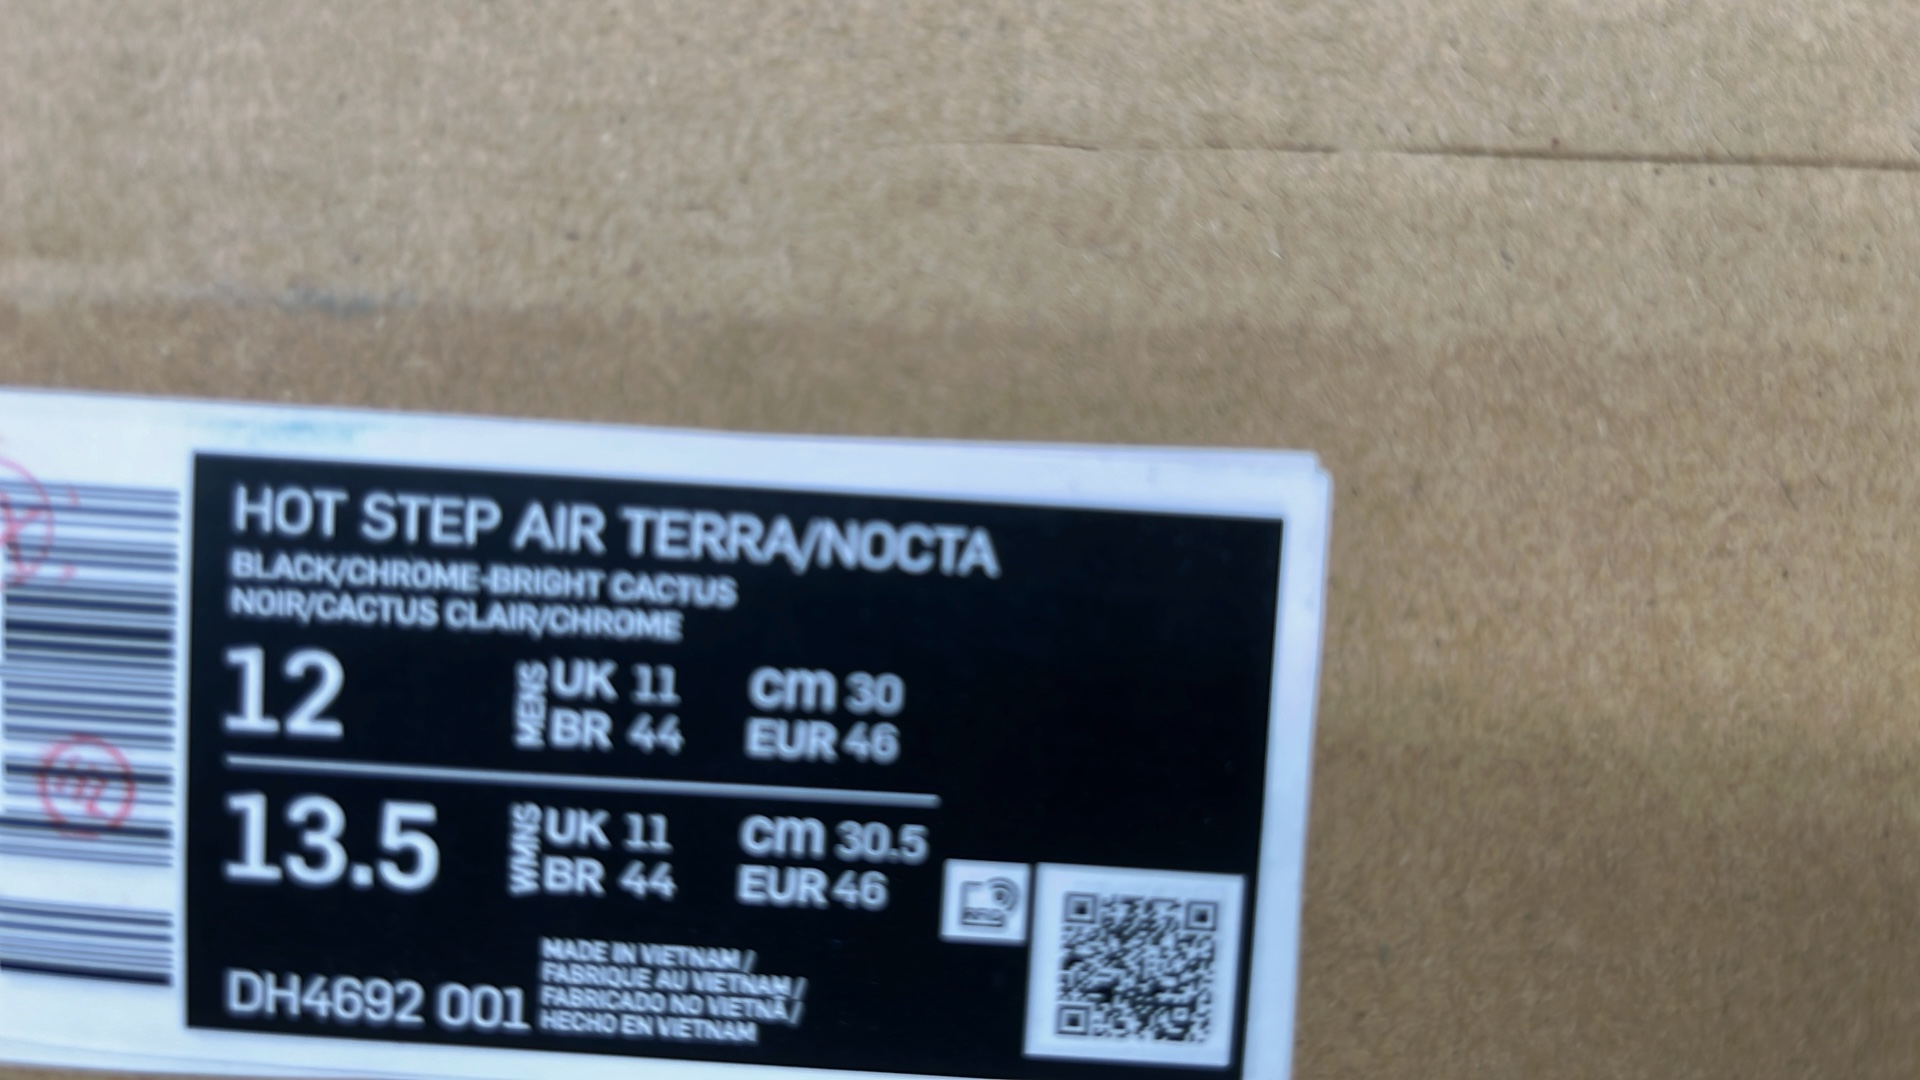 HOT STEP AIR TERRA/NOCTA
BLACK/CHROME-BRIGHT CACTUS
NOIR/CACTUS CLAIR/CHROME
12 MENS UK 11 cm 30
BR 44 EUR 46
13.5 WMNS UK 11 cm 30.5
BR 44 EUR 46
RFID
DH4692 001
MADE IN VIETNAM /
FABRIQUE AU VIETNAM /
FABRICADO NO VIETNÃ /
HECHO EN VIETNAM